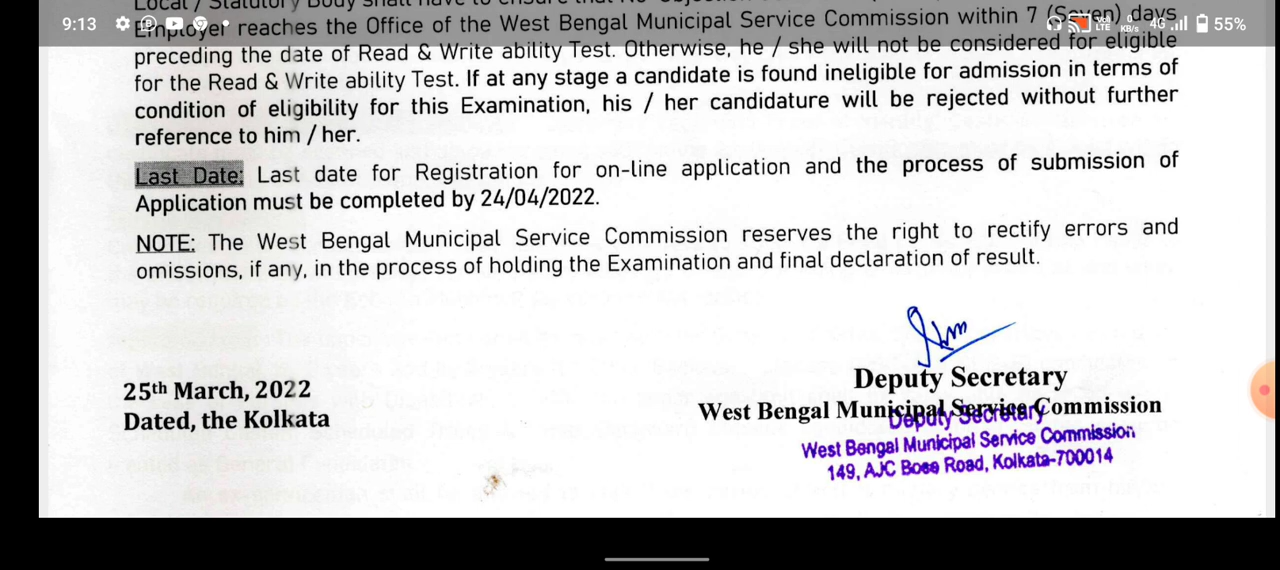 9:13
Vo)) LTE 0 KB/s 4G 55%
Local / Statutory Body shall have to ensure that No
Employer reaches the Office of the West Bengal Municipal Service Commission within 7 (Seven) days
preceding the date of Read & Write ability Test. Otherwise, he / she will not be considered for eligible
for the Read & Write ability Test. If at any stage a candidate is found ineligible for admission in terms of
condition of eligibility for this Examination, his / her candidature will be rejected without further
reference to him / her.
Last Date: Last date for Registration for on-line application and the process of submission of
Application must be completed by 24/04/2022.
NOTE: The West Bengal Municipal Service Commission reserves the right to rectify errors and
omissions, if any, in the process of holding the Examination and final declaration of result.
25th March, 2022
Dated, the Kolkata
Deputy Secretary
West Bengal Municipal Service Commission
Deputy Secretary
West Bengal Municipal Service Commission
149, AJC Bose Road, Kolkata-700014